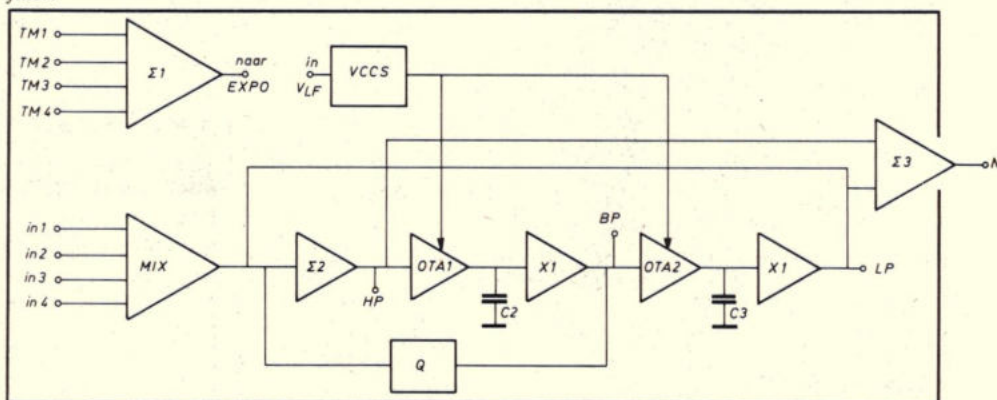 TM1
TM2
TM3
TM4
Σ1
naar
EXPO
in
VLF
VCCS
Σ3
N
in1
in2
in3
in4
MIX
Σ2
HP
OTA1
C2
X1
BP
OTA2
C3
X1
LP
Q